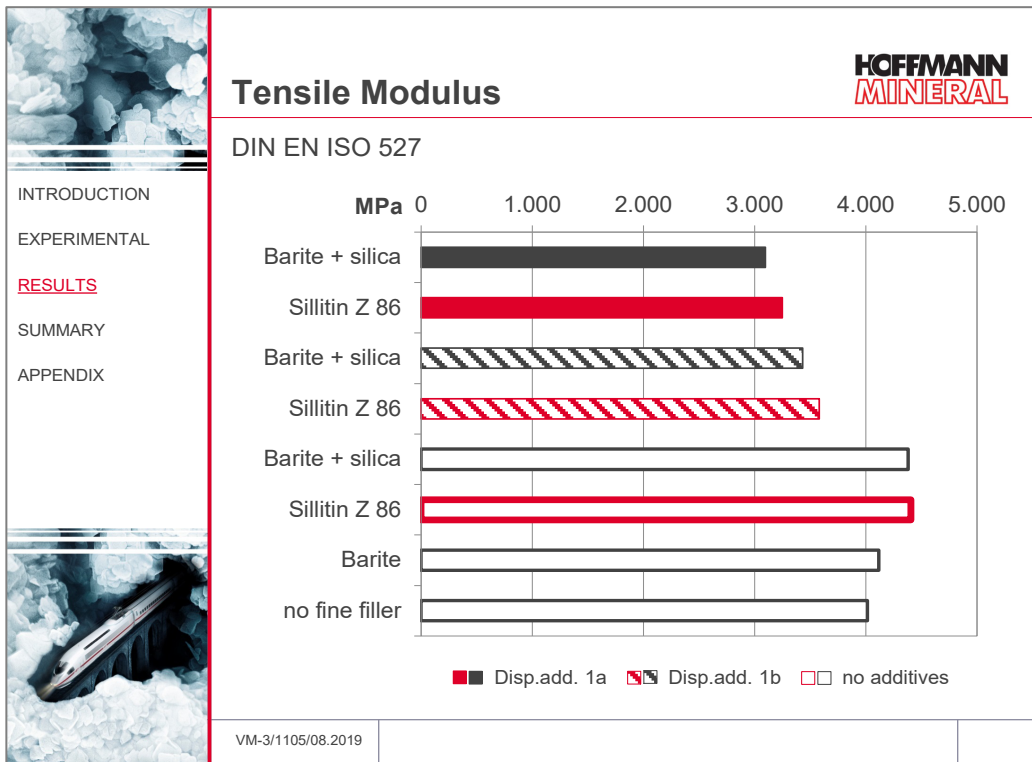 HOFFMANN
MINERAL
Tensile Modulus
DIN EN ISO 527
INTRODUCTION
EXPERIMENTAL
RESULTS
SUMMARY
APPENDIX
MPa 0 1.000 2.000 3.000 4.000 5.000
Barite + silica
Sillitin Z 86
Barite + silica
Sillitin Z 86
Barite + silica
Sillitin Z 86
Barite
no fine filler
Disp.add. 1a Disp.add. 1b no additives
VM-3/1105/08.2019